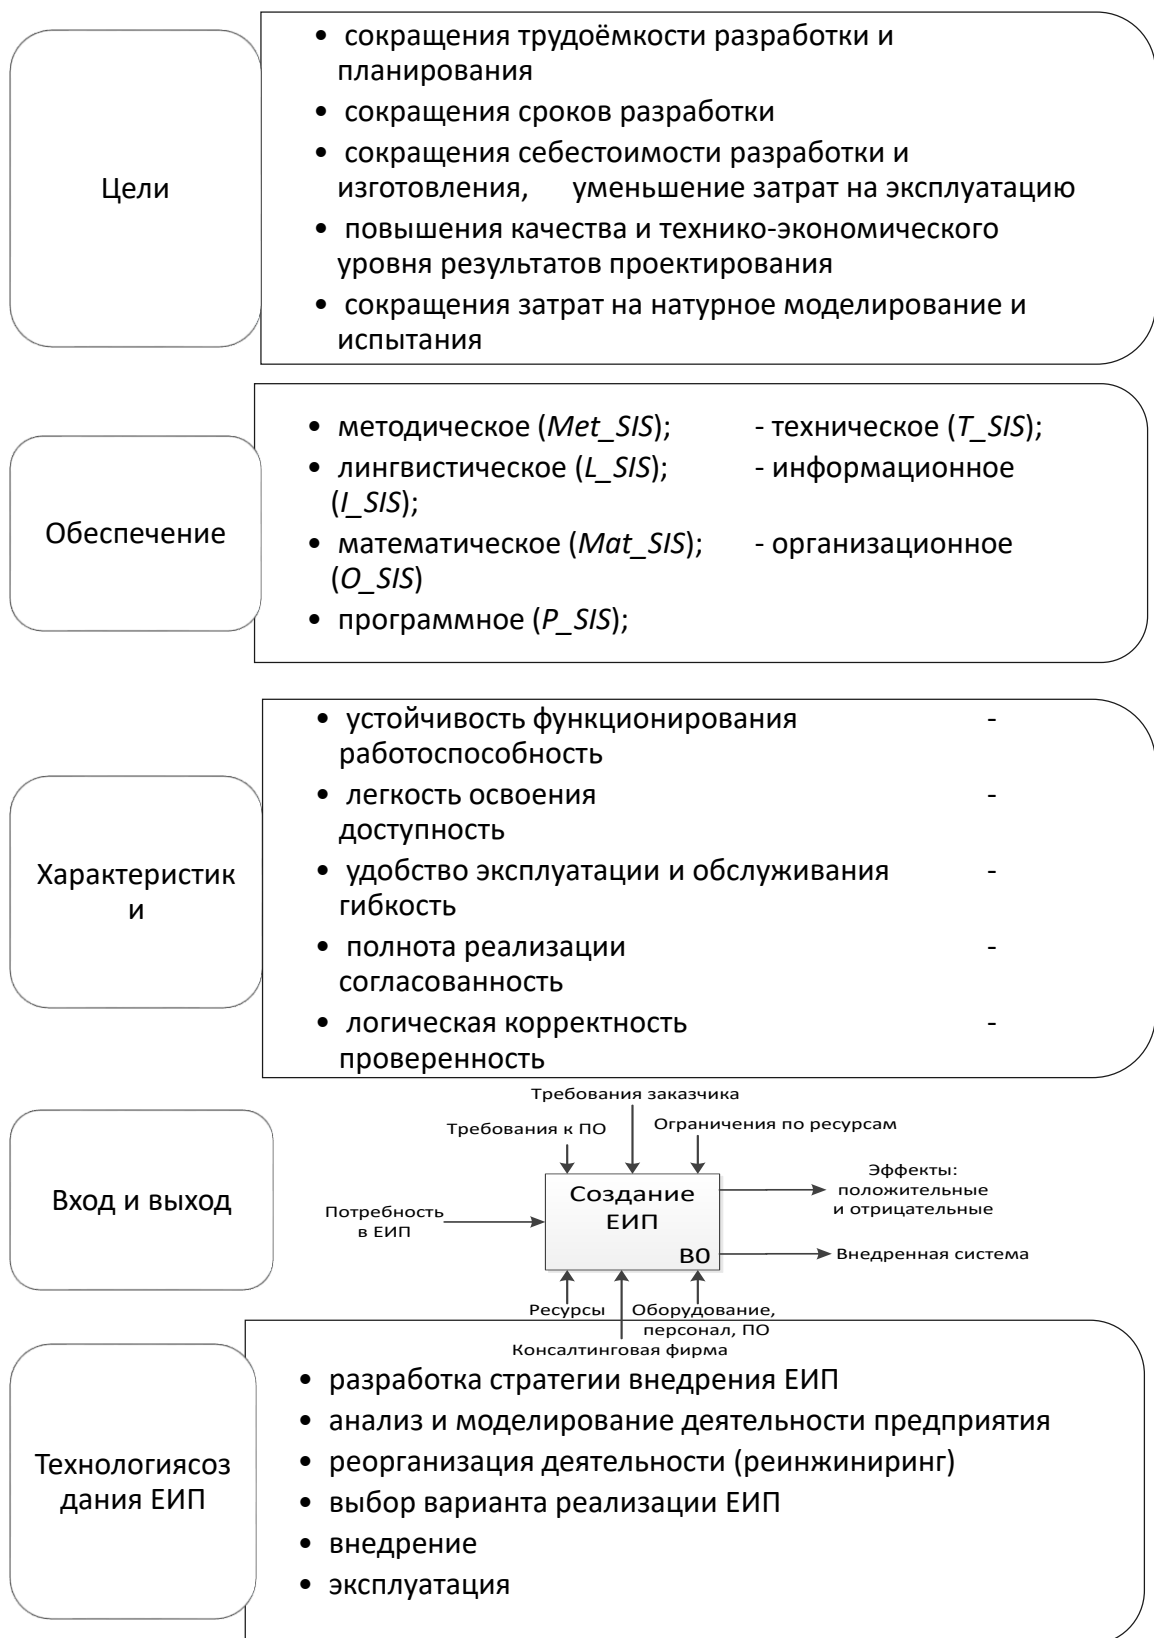 Цели
• сокращения трудоёмкости разработки и
планирования
• сокращения сроков разработки
• сокращения себестоимости разработки и
изготовления, уменьшение затрат на эксплуатацию
• повышения качества и технико-экономического
уровня результатов проектирования
• сокращения затрат на натурное моделирование и
испытания
Обеспечение
• методическое (Met_SIS); - техническое (T_SIS);
• лингвистическое (L_SIS); - информационное
(I_SIS);
• математическое (Mat_SIS); - организационное
(O_SIS)
• программное (P_SIS);
Характеристик
и
• устойчивость функционирования -
работоспособность
• легкость освоения -
доступность
• удобство эксплуатации и обслуживания -
гибкость
• полнота реализации -
согласованность
• логическая корректность -
проверенность
Вход и выход
Требования заказчика
Требования к ПО
Ограничения по ресурсам
Потребность
в ЕИП
Создание
ЕИП
B0
Эффекты:
положительные
и отрицательные
Внедренная система
Ресурсы
Оборудование,
персонал, ПО
Консалтинговая фирма
Технологиясоз
дания ЕИП
• разработка стратегии внедрения ЕИП
• анализ и моделирование деятельности предприятия
• реорганизация деятельности (реинжиниринг)
• выбор варианта реализации ЕИП
• внедрение
• эксплуатация